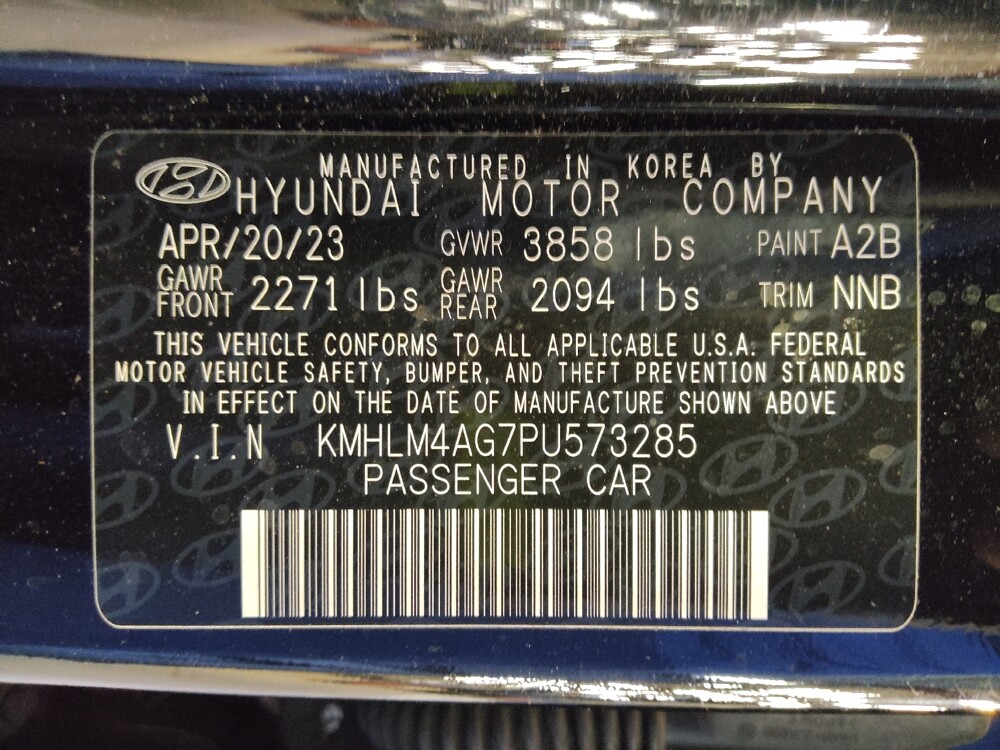 MANUFACTURED IN KOREA BY
HYUNDAI MOTOR COMPANY
APR/20/23 GVWR 3858 lbs PAINT A2B
GAWR FRONT 2271 lbs GAWR REAR 2094 lbs TRIM NNB
THIS VEHICLE CONFORMS TO ALL APPLICABLE U.S.A. FEDERAL
MOTOR VEHICLE SAFETY, BUMPER, AND THEFT PREVENTION STANDARDS
IN EFFECT ON THE DATE OF MANUFACTURE SHOWN ABOVE
V.I.N KMHLM4AG7PU573285
PASSENGER CAR